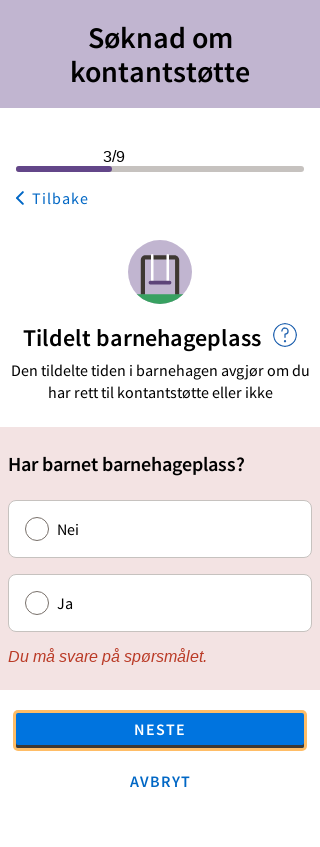 Søknad om
kontantstøtte
3/9
Tilbake
Tildelt barnehageplass ?
Den tildelte tiden i barnehagen avgjør om du
har rett til kontantstøtte eller ikke
Har barnet barnehageplass?
Nei
Ja
Du må svare på spørsmålet.
NESTE
AVBRYT